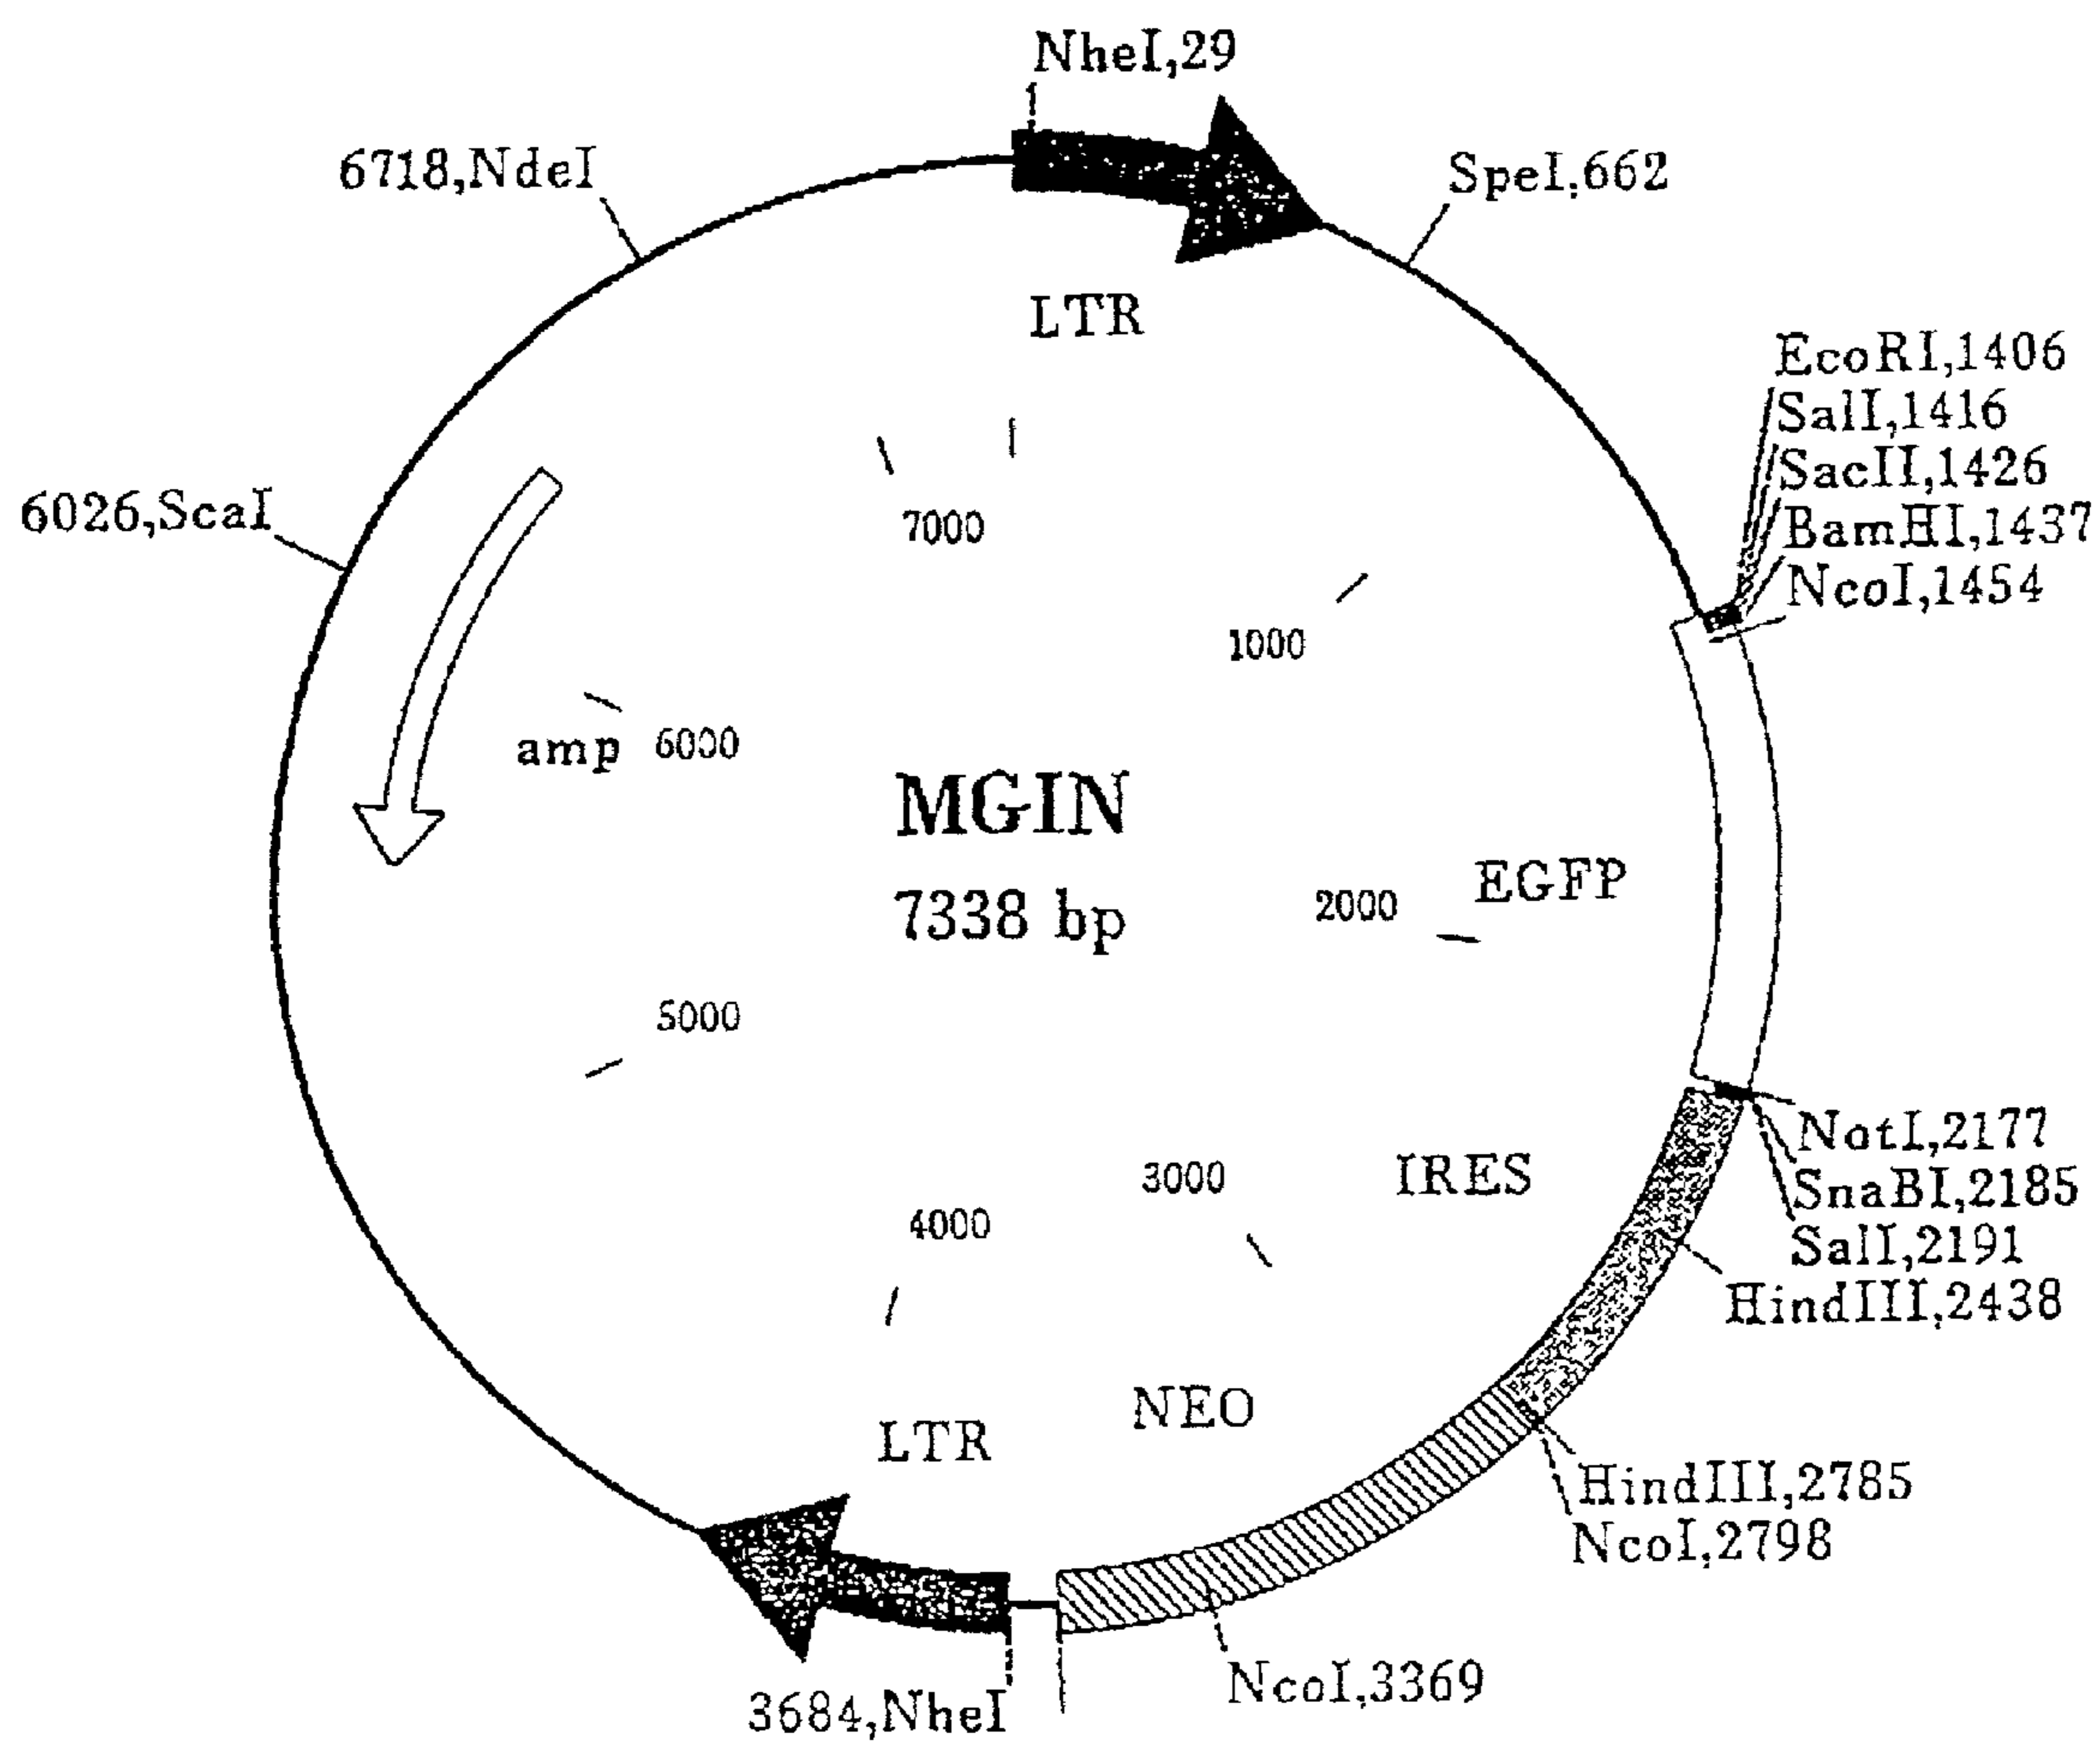 NheI,29
6718,NdeI
SpeI,662
LTR
EcoRI,1406
SalI,1416
SacII,1426
BamHI,1437
NcoI,1454
6026,ScaI
7000
1000
amp
6000
MGIN
7338 bp
EGFP
2000
5000
NotI,2177
SnaBI,2185
SalI,2191
HindIII,2438
IRES
3000
4000
NEO
LTR
HindIII,2785
NcoI,2798
NcoI,3369
3684,NheI